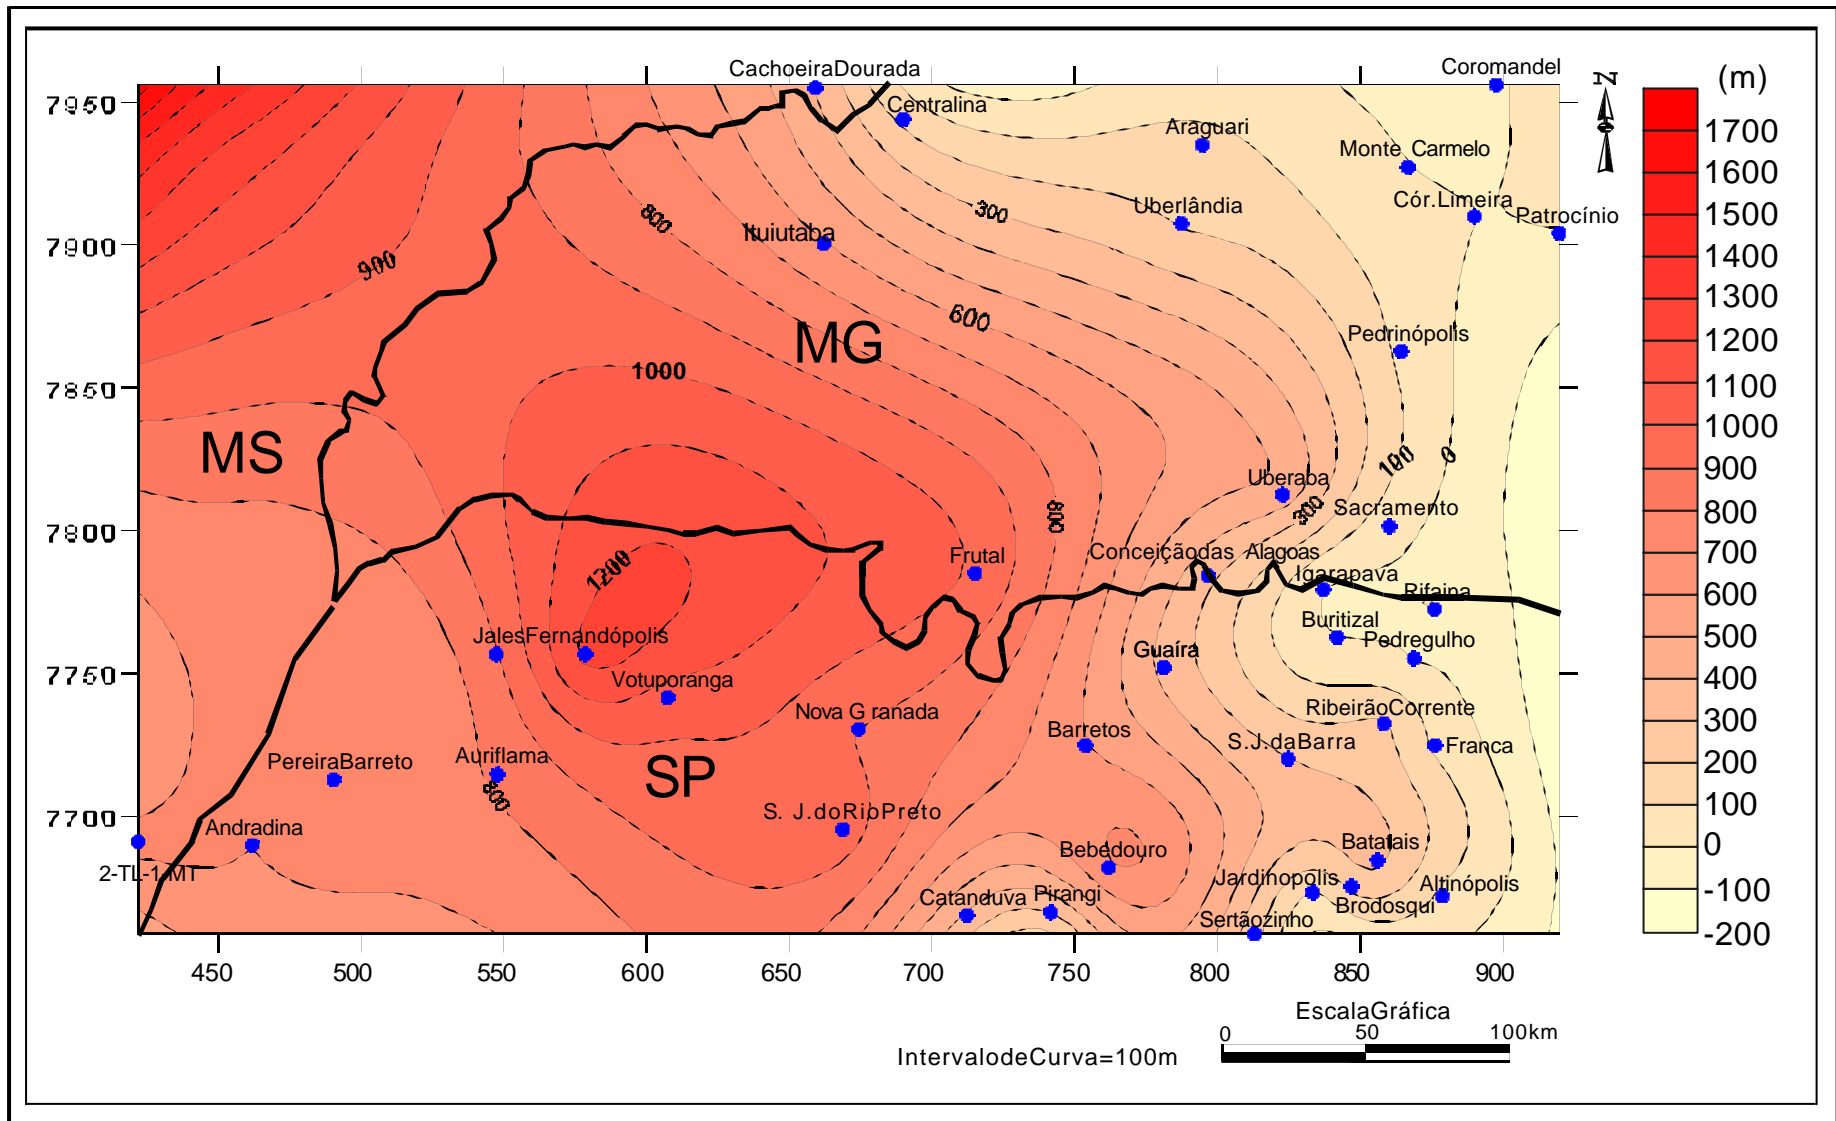 CachoeiraDourada
Coromandel
(m)
N
7950
Centralina
Araguari
Monte Carmelo
1700
1600
Cór.Limeira
Uberlândia
Patrocínio
300
800
1500
Ituiutaba
7900
1400
900
1300
600
MG
Pedrinópolis
1200
1000
7850
1100
1000
MS
100
0
900
Uberaba
300
Sacramento
800
800
7800
Frutal
Conceiçãodas Alagoas
700
1200
Igarapava
Rifaina
600
Buritizal
JalesFernandópolis
Guaíra
Pedregulho
500
7750
Votuporanga
400
Nova G ranada
RibeirãoCorrente
300
Barretos
S.J.daBarra
Franca
PereiraBarreto
Auriflama
SP
200
800
S. J.doRioPreto
100
7700
Andradina
Bebedouro
Batatais
0
2-TL-1-MT
Jardinopolis
Altinópolis
-100
Catanduva
Pirangi
Brodosqui
Sertãozinho
-200
450
500
550
600
650
700
750
800
850
900
EscalaGráfica
0
50
100km
IntervalodeCurva=100m